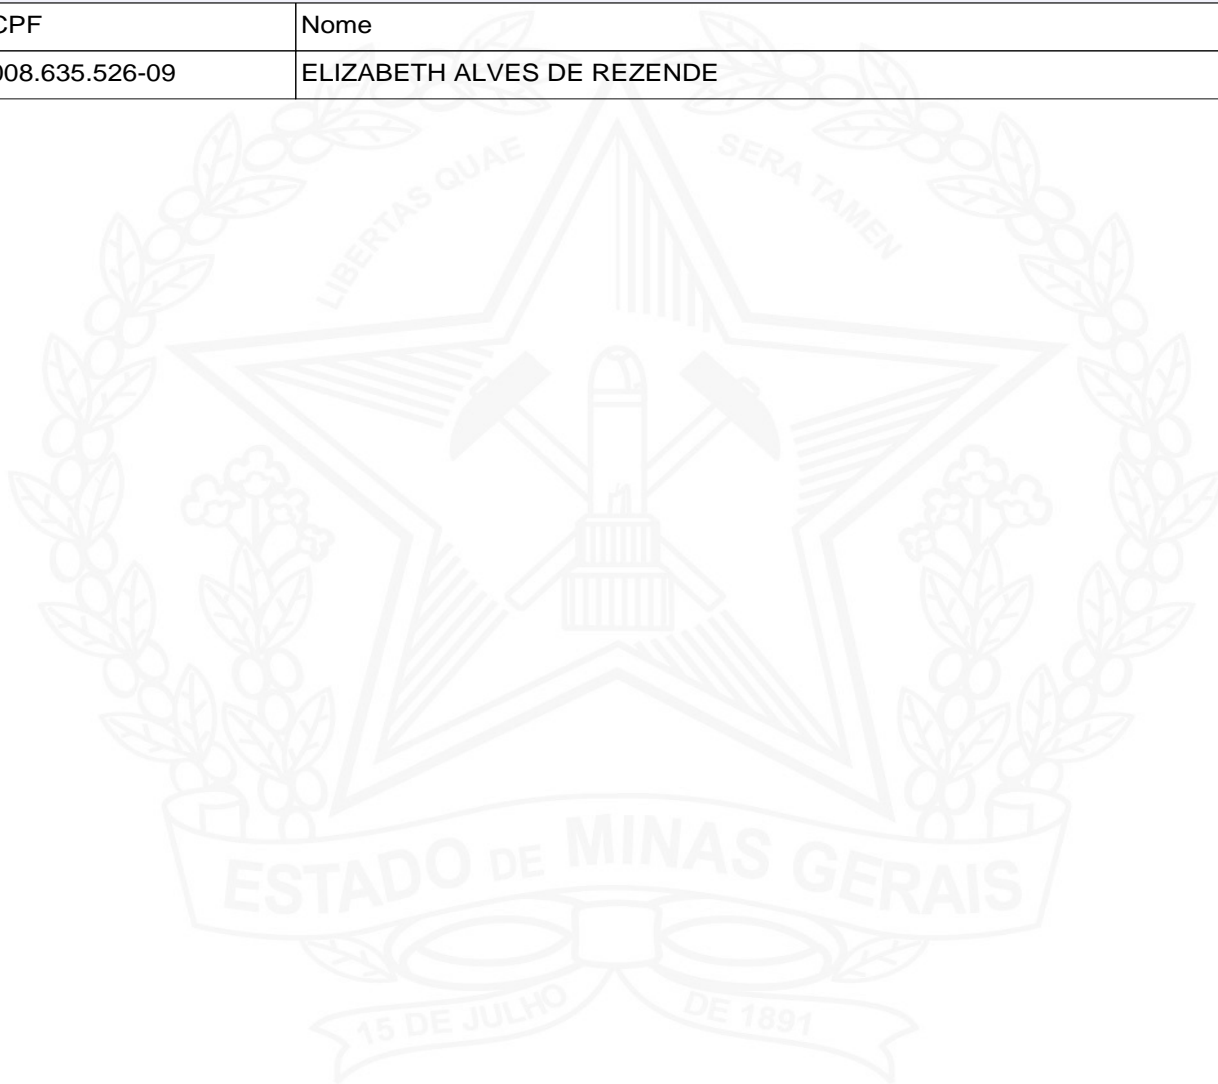 CPF Nome
008.635.526-09 ELIZABETH ALVES DE REZENDE
LIBERTAS QUAE SERA TAMEN
ESTADO DE MINAS GERAIS
15 DE JULHO DE 1891